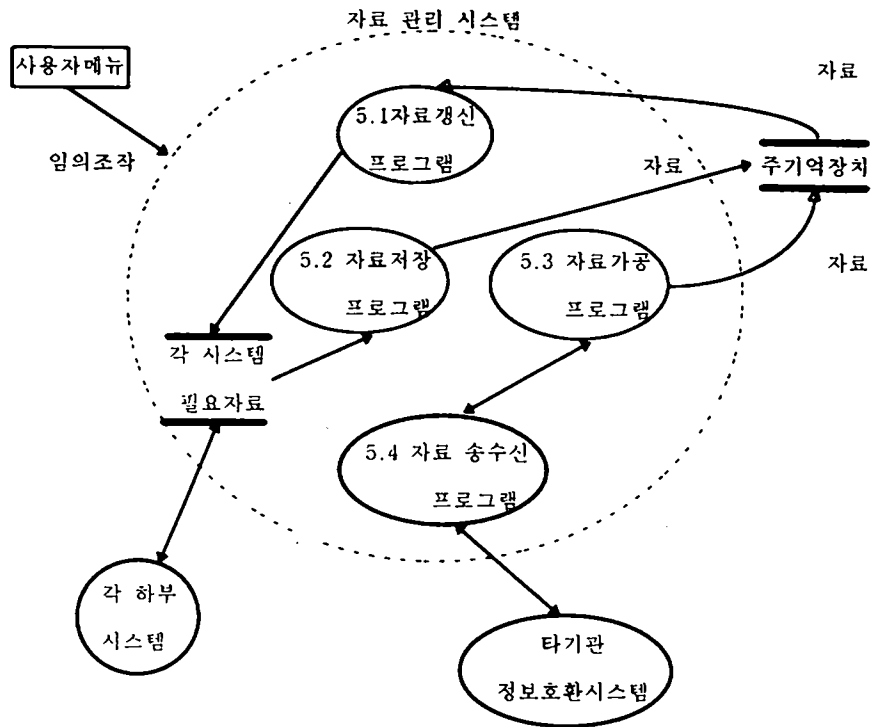 자료 관리 시스템
사용자메뉴
자료
5.1자료갱신
프로그램
임의조작
자료
주기억장치
5.2 자료저장
프로그램
5.3 자료가공
프로그램
자료
각 시스템
필요자료
5.4 자료 송수신
프로그램
각 하부
시스템
타기관
정보호환시스템